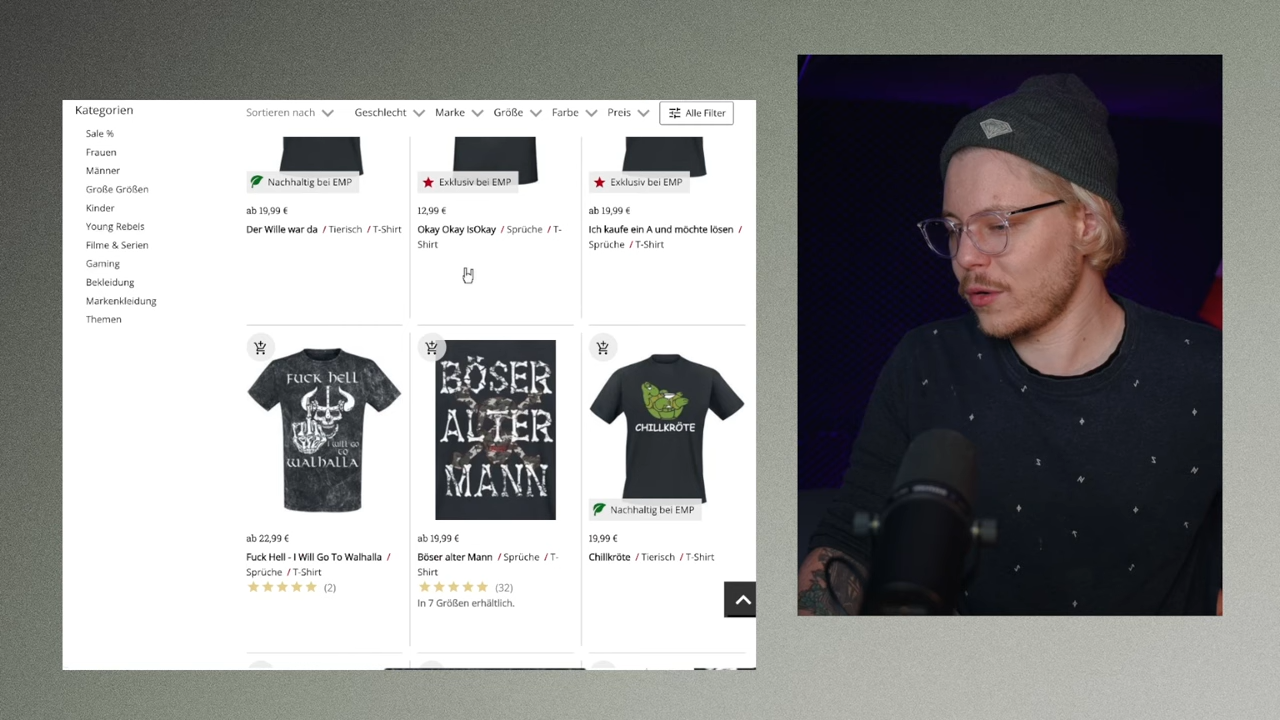 Kategorien
Sale %
Frauen
Männer
Große Größen
Kinder
Young Rebels
Filme & Serien
Gaming
Bekleidung
Markenkleidung
Themen
Sortieren nach
Geschlecht
Marke
Größe
Farbe
Preis
Alle Filter
Nachhaltig bei EMP
ab 19,99 €
Der Wille war da / Tierisch / T-Shirt
Exklusiv bei EMP
12,99 €
Okay Okay IsOkay / Sprüche / T-
Shirt
Exklusiv bei EMP
ab 19,99 €
Ich kaufe ein A und möchte lösen /
Sprüche / T-Shirt
FUCK HELL
I WILL GO
TO
WALHALLA
ab 22,99 €
Fuck Hell - I Will Go To Walhalla /
Sprüche / T-Shirt
(2)
BÖSER
ALTER
MANN
ab 19,99 €
Böser alter Mann / Sprüche / T-
Shirt
(32)
In 7 Größen erhältlich.
CHILLKRÖTE
Nachhaltig bei EMP
19,99 €
Chillkröte / Tierisch / T-Shirt